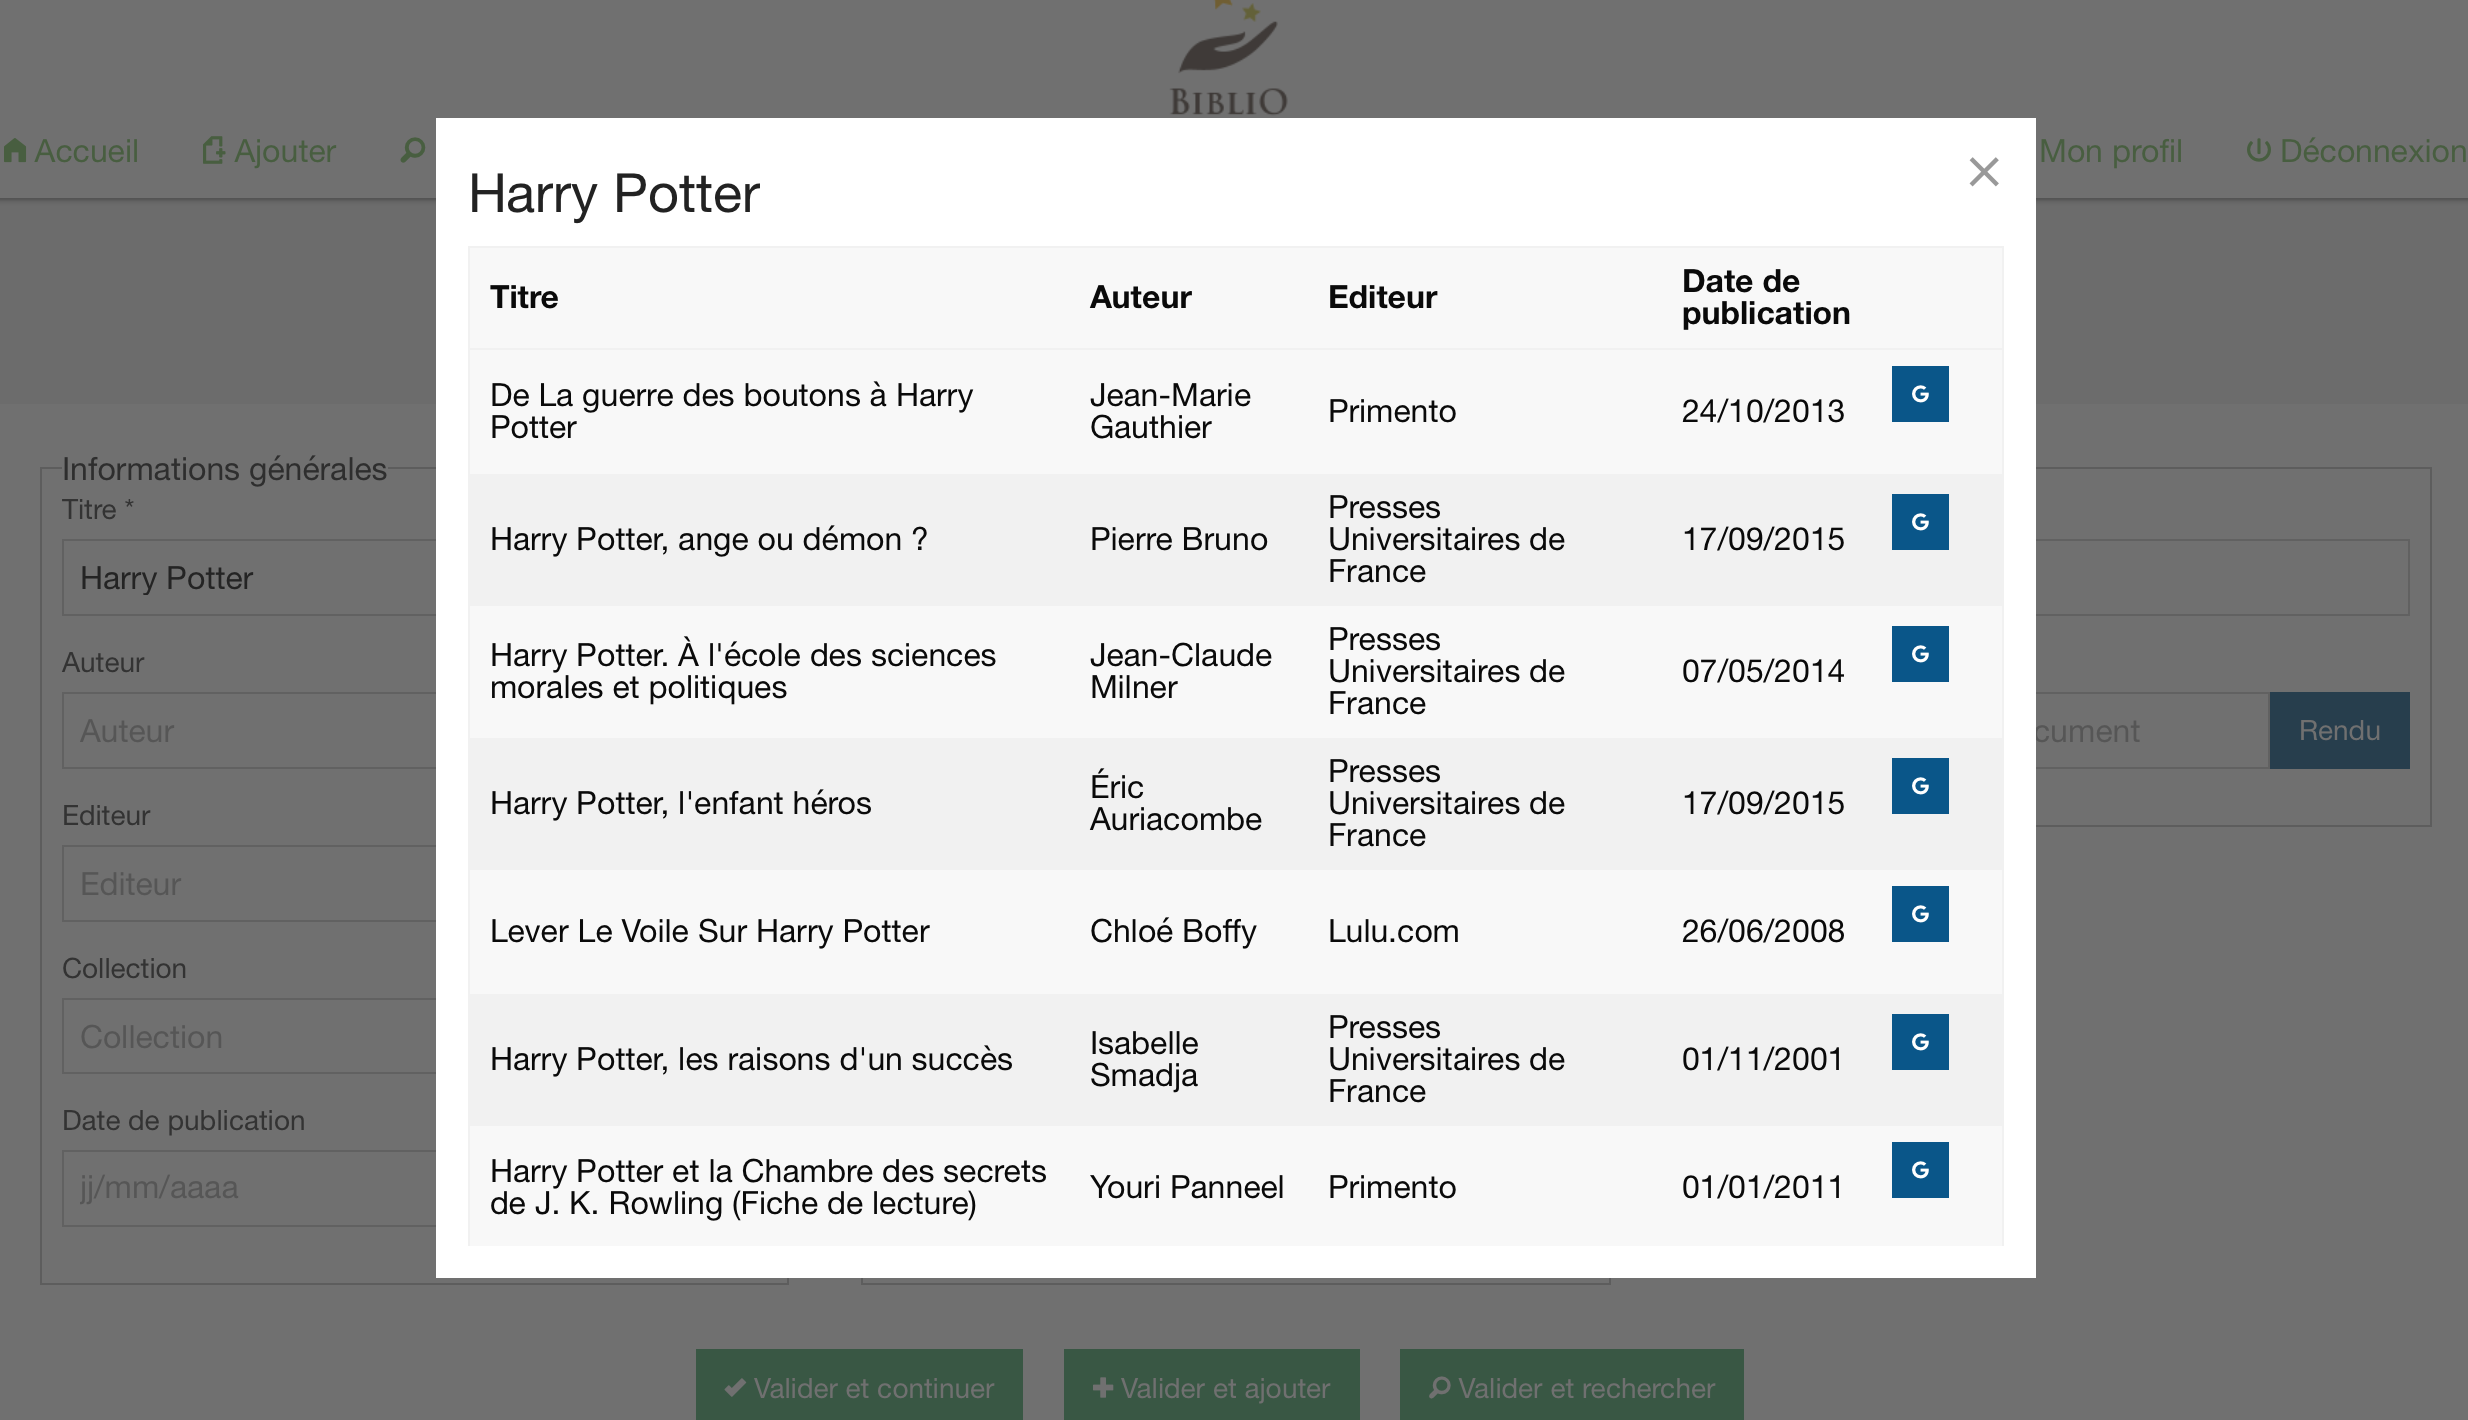 BIBLIO
Accueil
Ajouter
Mon profil
Déconnexion
Harry Potter
Titre
Auteur
Editeur
Date de
publication
De La guerre des boutons à Harry
Potter
Jean-Marie
Gauthier
Primento
24/10/2013
G
Harry Potter, ange ou démon ?
Pierre Bruno
Presses
Universitaires de
France
17/09/2015
G
Harry Potter. À l'école des sciences
morales et politiques
Jean-Claude
Milner
Presses
Universitaires de
France
07/05/2014
G
Harry Potter, l'enfant héros
Éric
Auriacombe
Presses
Universitaires de
France
17/09/2015
G
Lever Le Voile Sur Harry Potter
Chloé Boffy
Lulu.com
26/06/2008
G
Harry Potter, les raisons d'un succès
Isabelle
Smadja
Presses
Universitaires de
France
01/11/2001
G
Harry Potter et la Chambre des secrets
de J. K. Rowling (Fiche de lecture)
Youri Panneel
Primento
01/01/2011
G
Informations générales
Titre *
Harry Potter
Auteur
Auteur
Editeur
Editeur
Collection
Collection
Date de publication
jj/mm/aaaa
cument
Rendu
Valider et continuer
Valider et ajouter
Valider et rechercher